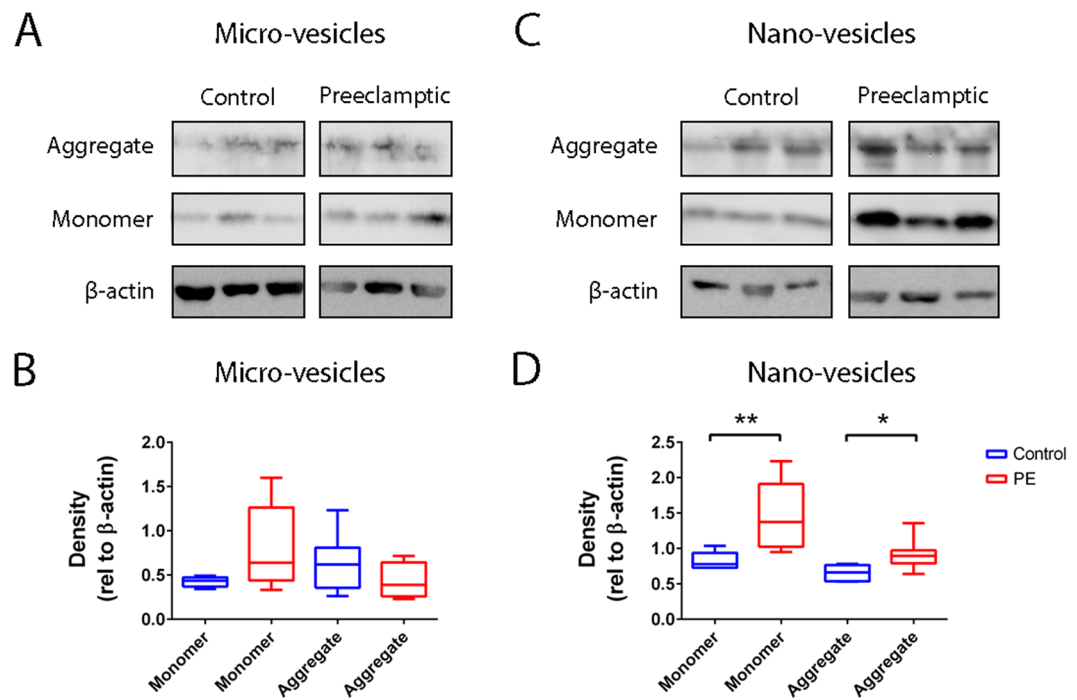 A
Micro-vesicles
Control
Preeclamptic
Aggregate
Monomer
β-actin
C
Nano-vesicles
Control
Preeclamptic
Aggregate
Monomer
β-actin
B
Micro-vesicles
Density
(rel to β-actin)
2.0
1.5
1.0
0.5
0.0
Monomer
Monomer
Aggregate
Aggregate
D
Nano-vesicles
Density
(rel to β-actin)
2.5
2.0
1.5
1.0
0.5
0.0
**
*
Monomer
Monomer
Aggregate
Aggregate
Control
PE